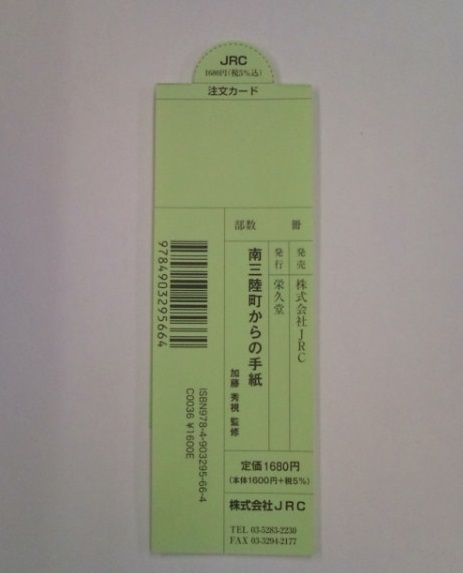 JRC
1600円(税5%込)
注文カード
部数　冊
発売　株式会社JRC
発行　栄久堂
南三陸町からの手紙
加藤 秀視 監修
9784903295664
ISBN978-4-903295-66-4
C0036 ¥1600E
定価1680円
(本体1600円+税5%)
株式会社JRC
TEL 03-5283-2230
FAX 03-3294-2177